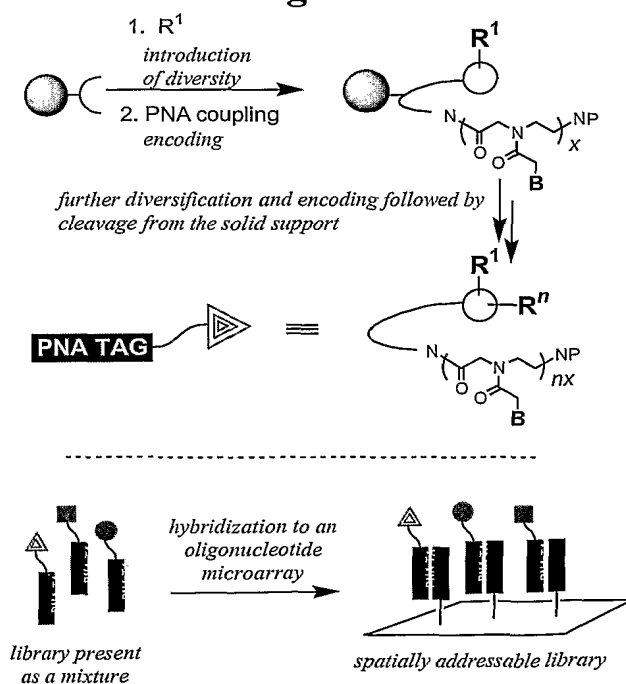 1. R¹
introduction
of diversity
2. PNA coupling
encoding
R¹
N
NP
O
N
x
O
B
further diversification and encoding followed by
cleavage from the solid support
R¹
Rⁿ
PNA TAG
N
NP
O
N
nx
O
B
hybridization to an
oligonucleotide
microarray
library present
as a mixture
spatially addressable library